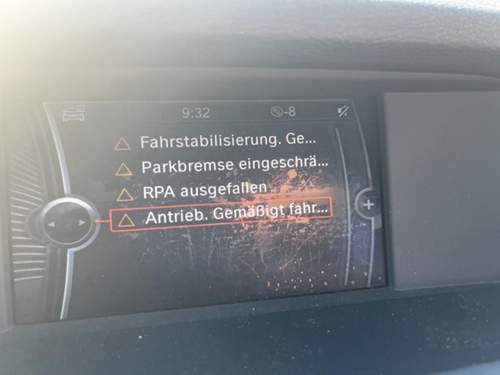 9:32 -8
Fahrstabilisierung. Ge...
Parkbremse eingeschrä...
RPA ausgefallen
Antrieb. Gemäßigt fahr...
+